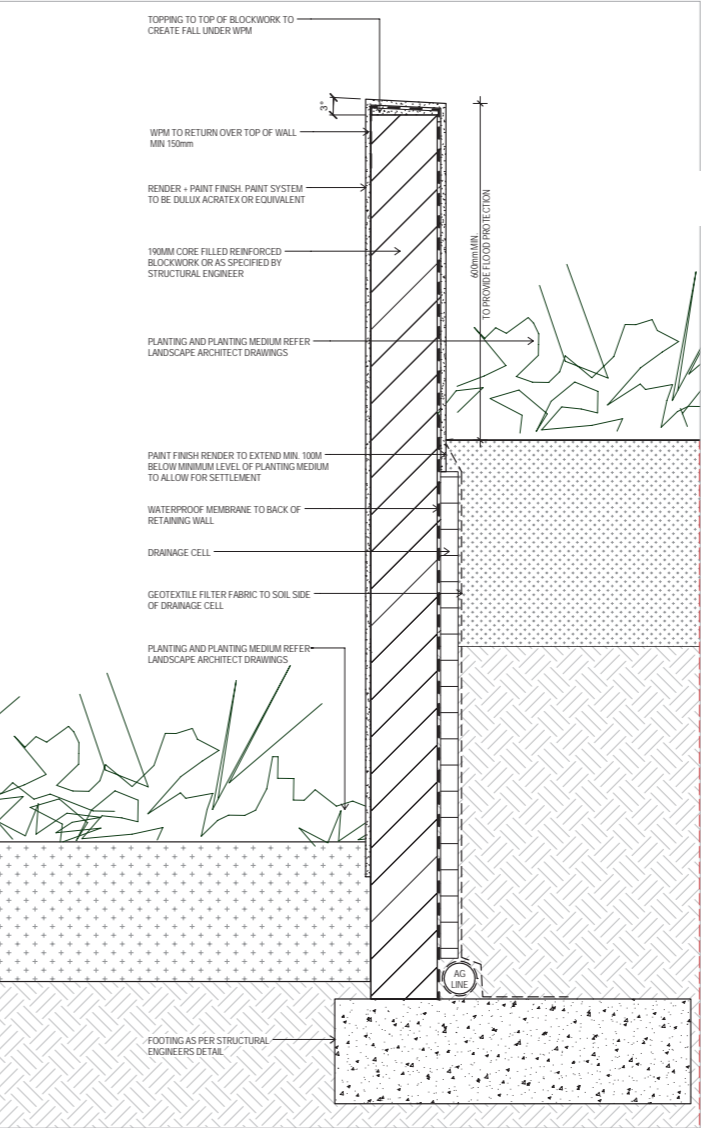 TOPPING TO TOP OF BLOCKWORK TO
CREATE FALL UNDER WPM
3°
WPM TO RETURN OVER TOP OF WALL
MIN 150mm
RENDER + PAINT FINISH. PAINT SYSTEM
TO BE DULUX ACRATEX OR EQUIVALENT
190MM CORE FILLED REINFORCED
BLOCKWORK OR AS SPECIFIED BY
STRUCTURAL ENGINEER
600mm MIN.
TO PROVIDE FLOOD PROTECTION
PLANTING AND PLANTING MEDIUM REFER
LANDSCAPE ARCHITECT DRAWINGS
PAINT FINISH RENDER TO EXTEND MIN. 100M
BELOW MINIMUM LEVEL OF PLANTING MEDIUM
TO ALLOW FOR SETTLEMENT
WATERPROOF MEMBRANE TO BACK OF
RETAINING WALL
DRAINAGE CELL
GEOTEXTILE FILTER FABRIC TO SOIL SIDE
OF DRAINAGE CELL
PLANTING AND PLANTING MEDIUM REFER
LANDSCAPE ARCHITECT DRAWINGS
AG
LINE
FOOTING AS PER STRUCTURAL
ENGINEERS DETAIL